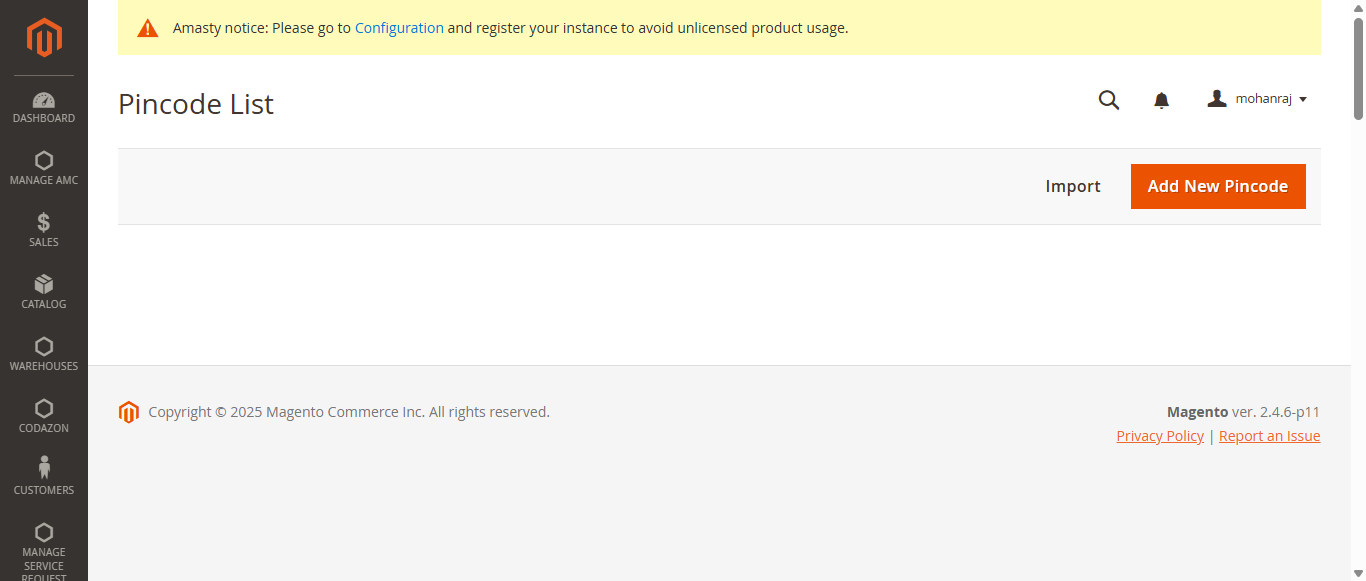 Amasty notice: Please go to Configuration and register your instance to avoid unlicensed product usage.
Pincode List
mohanraj
Import
Add New Pincode
DASHBOARD
MANAGE AMC
SALES
CATALOG
WAREHOUSES
CODAZON
CUSTOMERS
MANAGE
SERVICE
REQUEST
Copyright © 2025 Magento Commerce Inc. All rights reserved.
Magento ver. 2.4.6-p11
Privacy Policy | Report an Issue